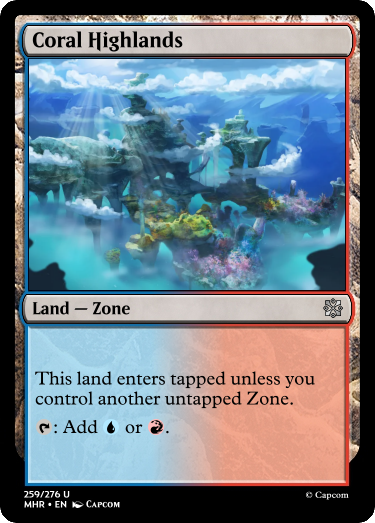 Coral Highlands
Land — Zone
This land enters tapped unless you
control another untapped Zone.
: Add or .
259/276 U
MHR • EN Capcom
© Capcom